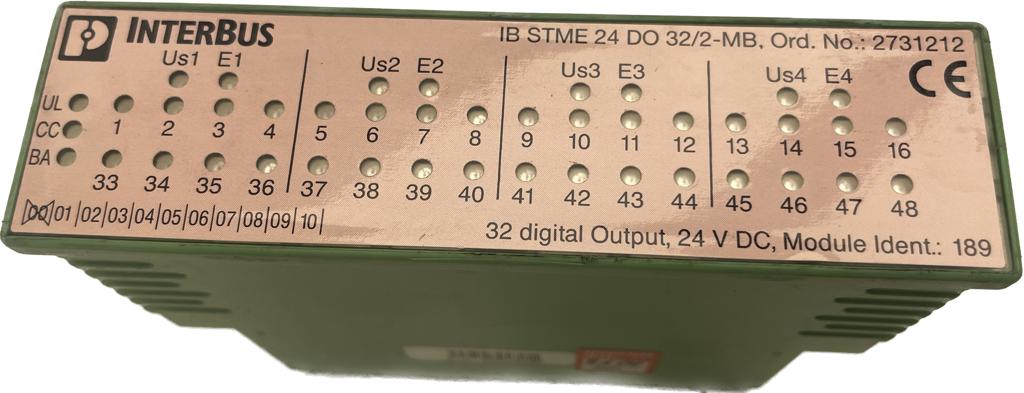 INTERBUS
IB STME 24 DO 32/2-MB, Ord. No.: 2731212
Us1 E1 Us2 E2 Us3 E3 Us4 E4
CE
UL
1 2 3 4 5 6 7 8 9 10 11 12 13 14 15 16
CC
BA
33 34 35 36 37 38 39 40 41 42 43 44 45 46 47 48
00|01|02|03|04|05|06|07|08|09|10|
32 digital Output, 24 V DC, Module Ident.: 189